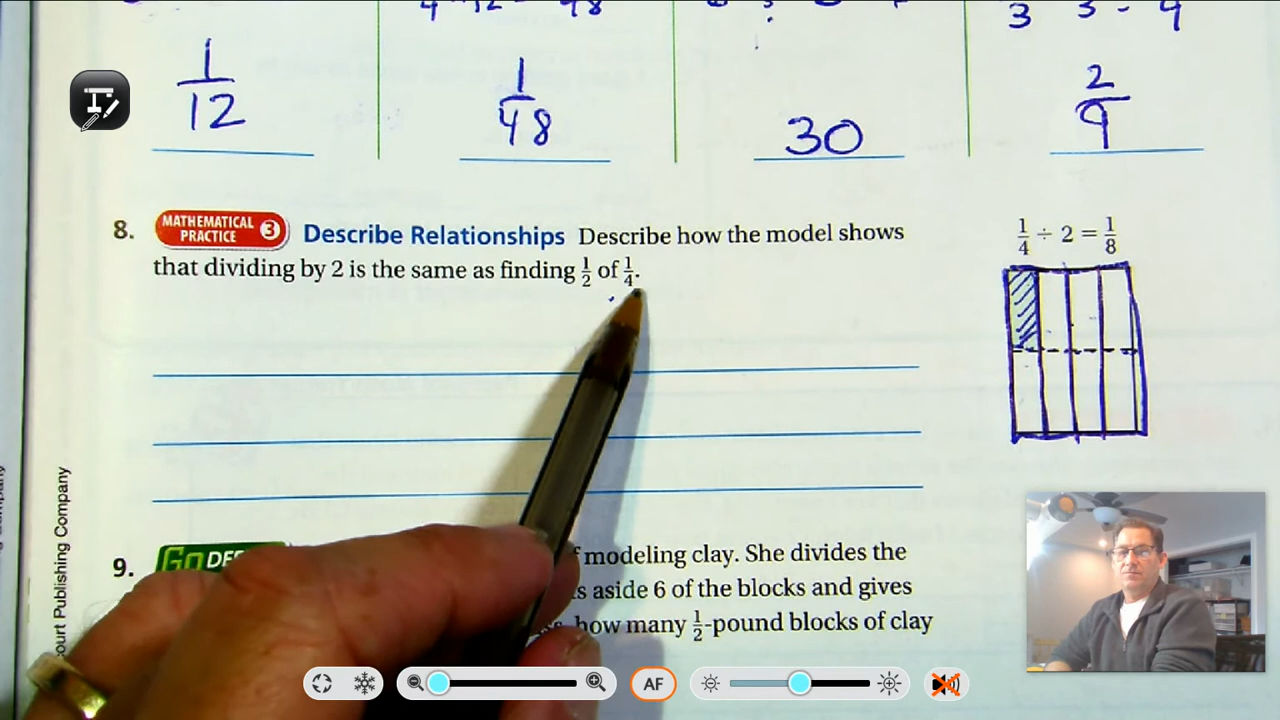 1/12
1/48
30
2/9
8. MATHEMATICAL PRACTICE 3 Describe Relationships Describe how the model shows
that dividing by 2 is the same as finding 1/2 of 1/4.
1/4 ÷ 2 = 1/8
9. Go
modeling clay. She divides the
aside 6 of the blocks and gives
how many 1/2-pound blocks of clay
court Publishing Company
AF